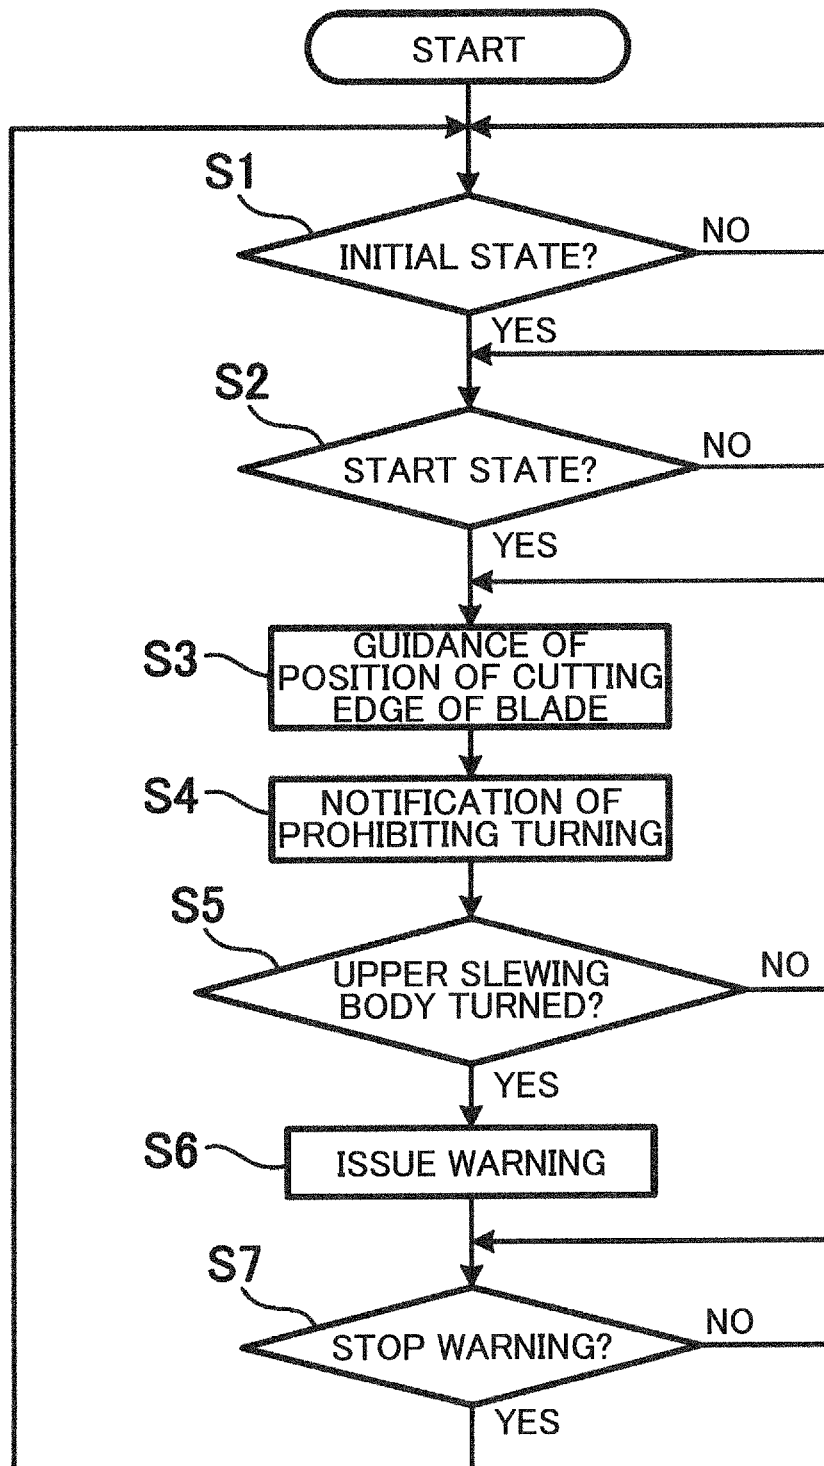 START
S1
INITIAL STATE?
NO
YES
S2
START STATE?
NO
YES
S3
GUIDANCE OF
POSITION OF CUTTING
EDGE OF BLADE
S4
NOTIFICATION OF
PROHIBITING TURNING
S5
UPPER SLEWING
BODY TURNED?
NO
YES
S6
ISSUE WARNING
S7
STOP WARNING?
NO
YES